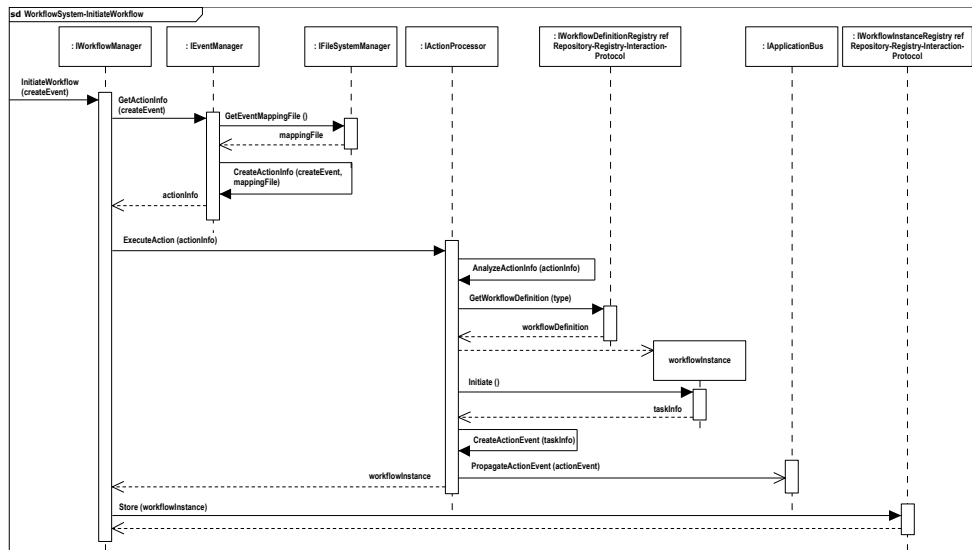 sd WorkflowSystem-InitiateWorkflow
: IWorkflowManager
: IEventManager
: IFileSystemManager
: IActionProcessor
: IWorkflowDefinitionRegistry ref
Repository-Registry-Interaction-
Protocol
: IApplicationBus
: IWorkflowInstanceRegistry ref
Repository-Registry-Interaction-
Protocol
InitiateWorkflow
(createEvent)
GetActionInfo
(createEvent)
GetEventMappingFile ()
mappingFile
CreateActionInfo (createEvent,
mappingFile)
actionInfo
ExecuteAction (actionInfo)
AnalyzeActionInfo (actionInfo)
GetWorkflowDefinition (type)
workflowDefinition
workflowInstance
Initiate ()
taskInfo
CreateActionEvent (taskInfo)
PropagateActionEvent (actionEvent)
workflowInstance
Store (workflowInstance)